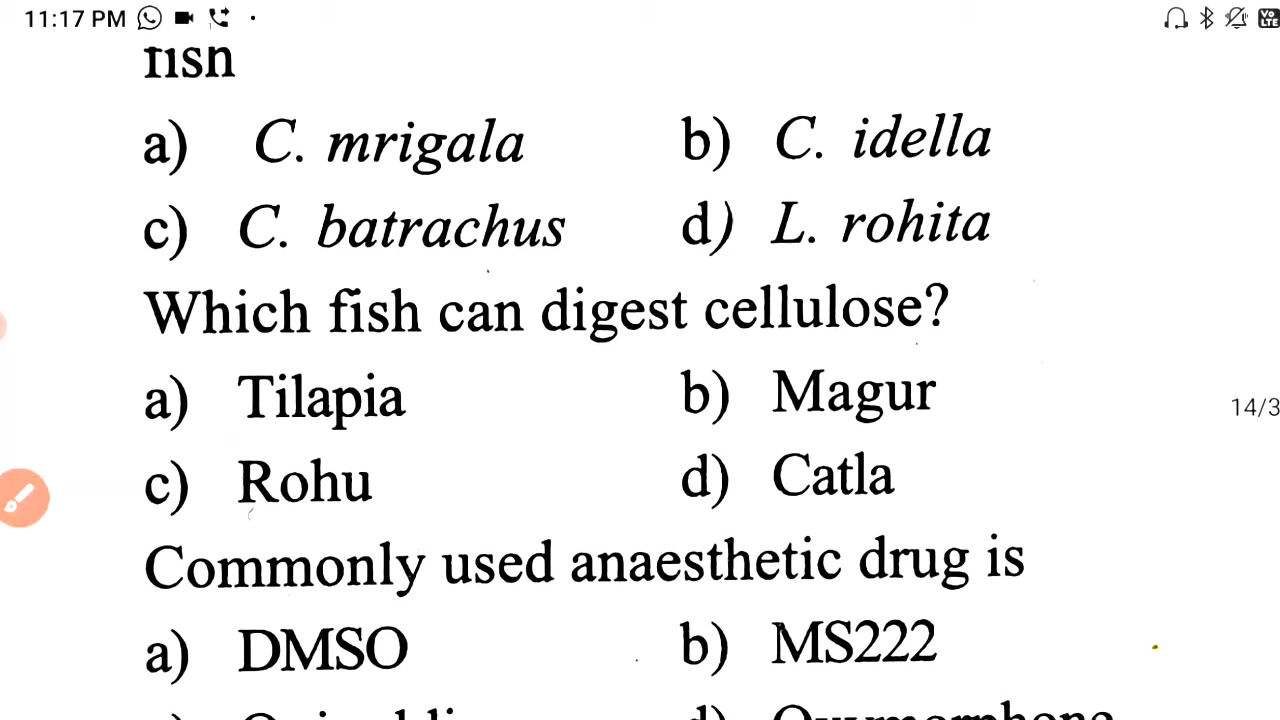 11:17 PM
fish
a) C. mrigala b) C. idella
c) C. batrachus d) L. rohita
Which fish can digest cellulose?
a) Tilapia b) Magur
14/3
c) Rohu d) Catla
Commonly used anaesthetic drug is
a) DMSO b) MS222